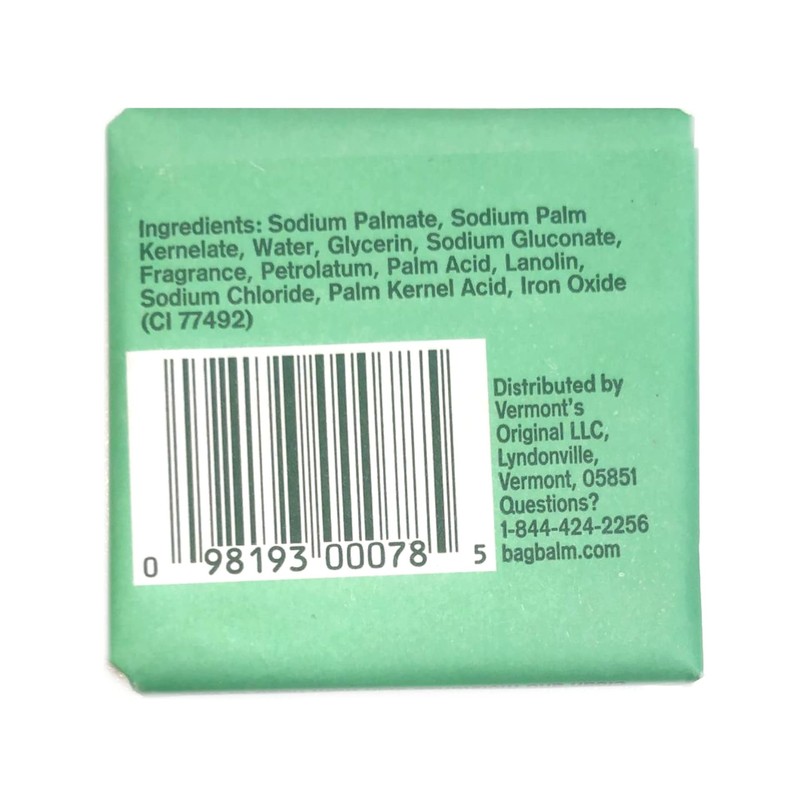 Ingredients: Sodium Palmate, Sodium Palm
Kernelate, Water, Glycerin, Sodium Gluconate,
Fragrance, Petrolatum, Palm Acid, Lanolin,
Sodium Chloride, Palm Kernel Acid, Iron Oxide
(CI 77492)
0 98193 00078 5
Distributed by
Vermont's
Original LLC,
Lyndonville,
Vermont, 05851
Questions?
1-844-424-2256
bagbalm.com